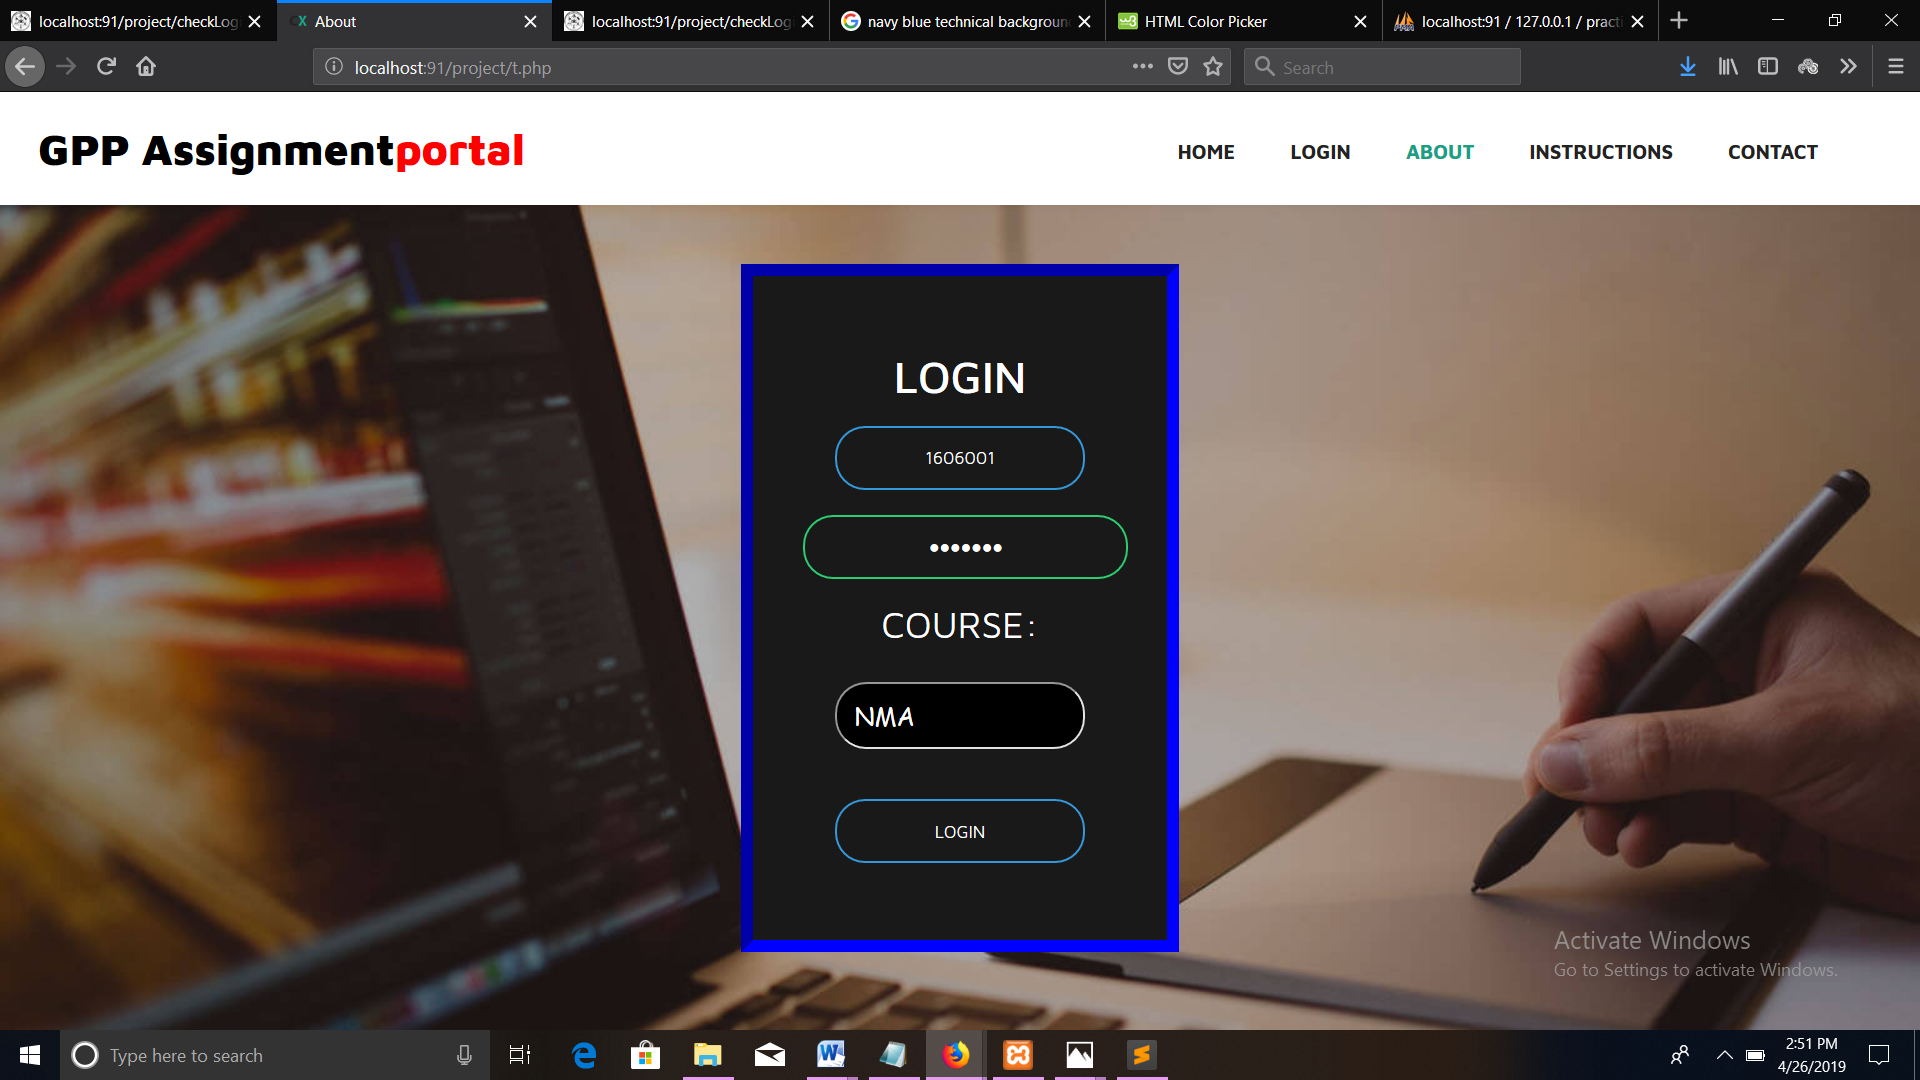 localhost:91/project/checkLog
About
localhost:91/project/checkLog
navy blue technical backgroun
HTML Color Picker
localhost:91 / 127.0.0.1 / practi
localhost:91/project/t.php
Search
GPP Assignmentportal
HOME
LOGIN
ABOUT
INSTRUCTIONS
CONTACT
LOGIN
1606001
•••••••
COURSE:
NMA
LOGIN
Activate Windows
Go to Settings to activate Windows.
Type here to search
2:51 PM
4/26/2019